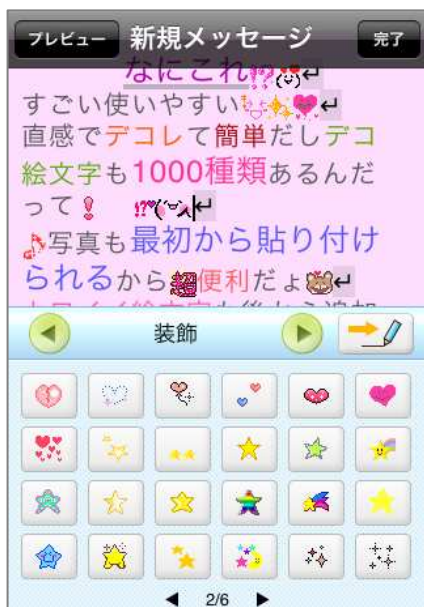 プレビュー 新規メッセージ 完了
なにこれ!?
すごい使いやすい
直感でデコレて簡単だしデコ
絵文字も1000種類あるんだ
って! !?
写真も最初から貼り付け
られるから超便利だょ
装飾
2/6